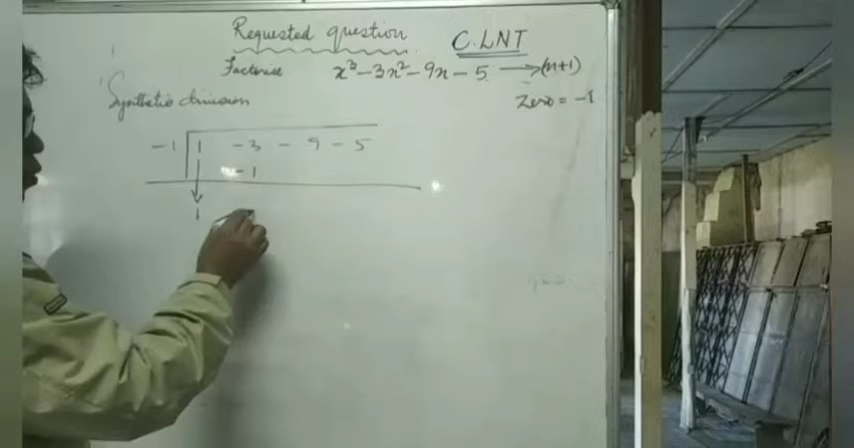 Requested question
C.LNT
Factorise x³-3x²-9x-5 → (x+1)
Zero = -1
Synthetic division
-1 1 -3 -9 -5
-1
1